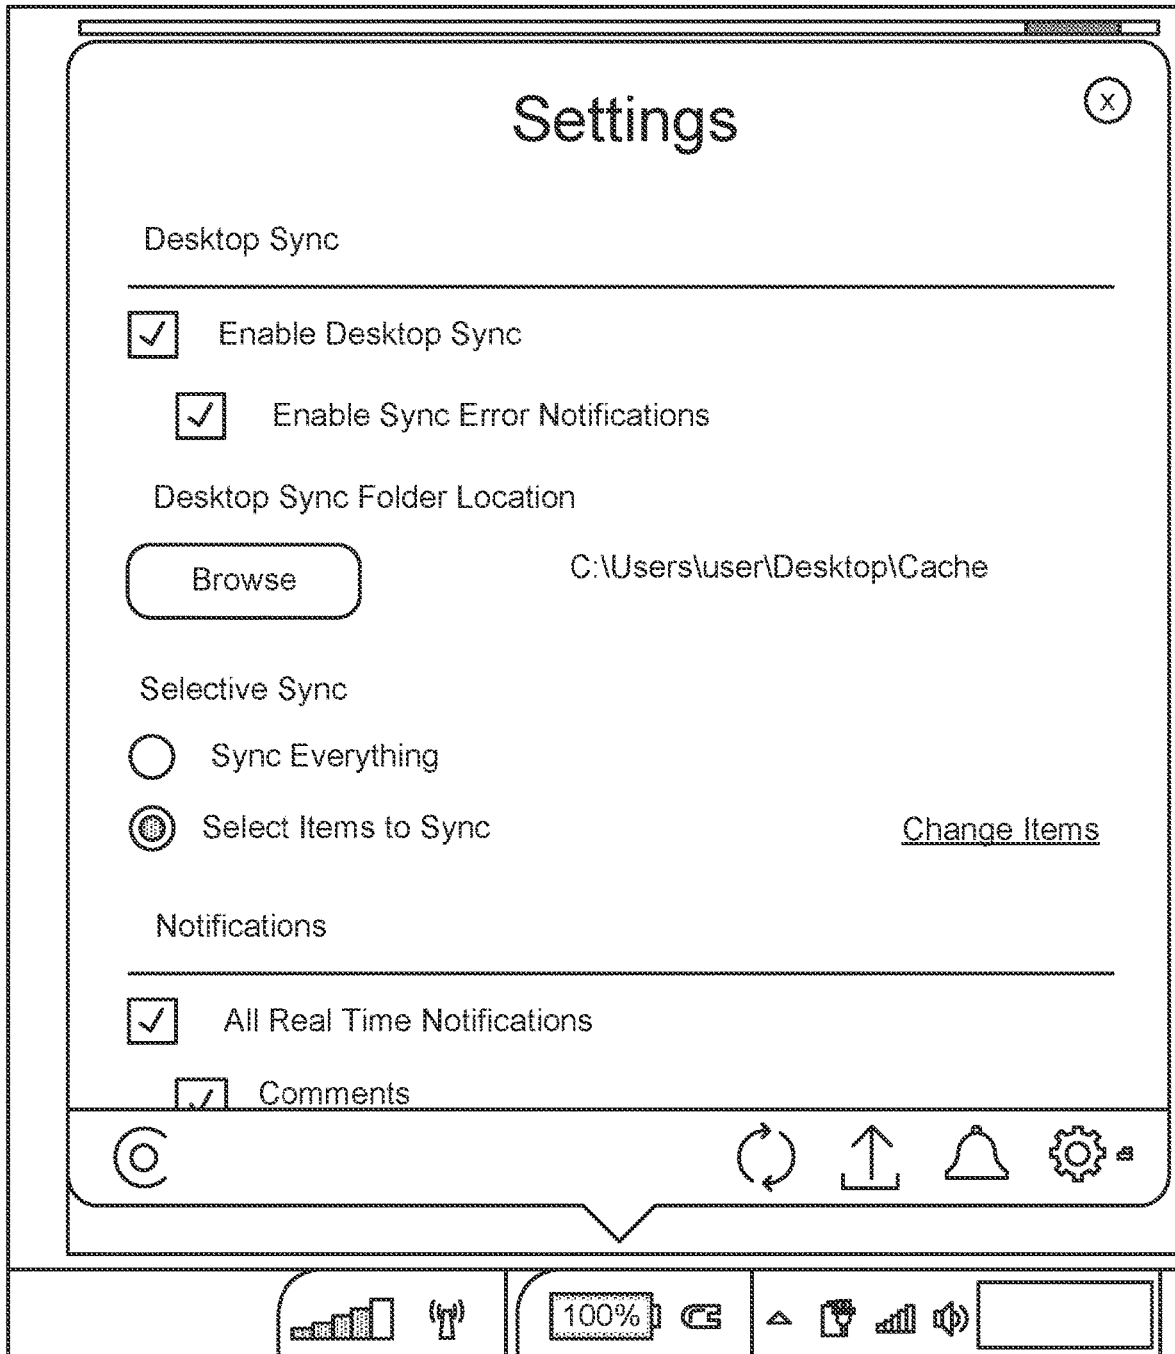 Settings
X
Desktop Sync
Enable Desktop Sync
Enable Sync Error Notifications
Desktop Sync Folder Location
Browse
C:\Users\user\Desktop\Cache
Selective Sync
Sync Everything
Select Items to Sync
Change Items
Notifications
All Real Time Notifications
Comments
100%